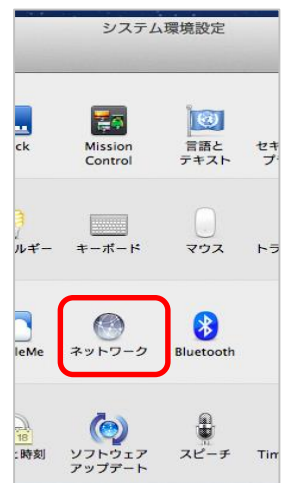 システム環境設定
ck Mission Control 言語と テキスト セキ プ
ルギー キーボード マウス トラ
leMe ネットワーク Bluetooth
18
時刻 ソフトウェア アップデート スピーチ Tim